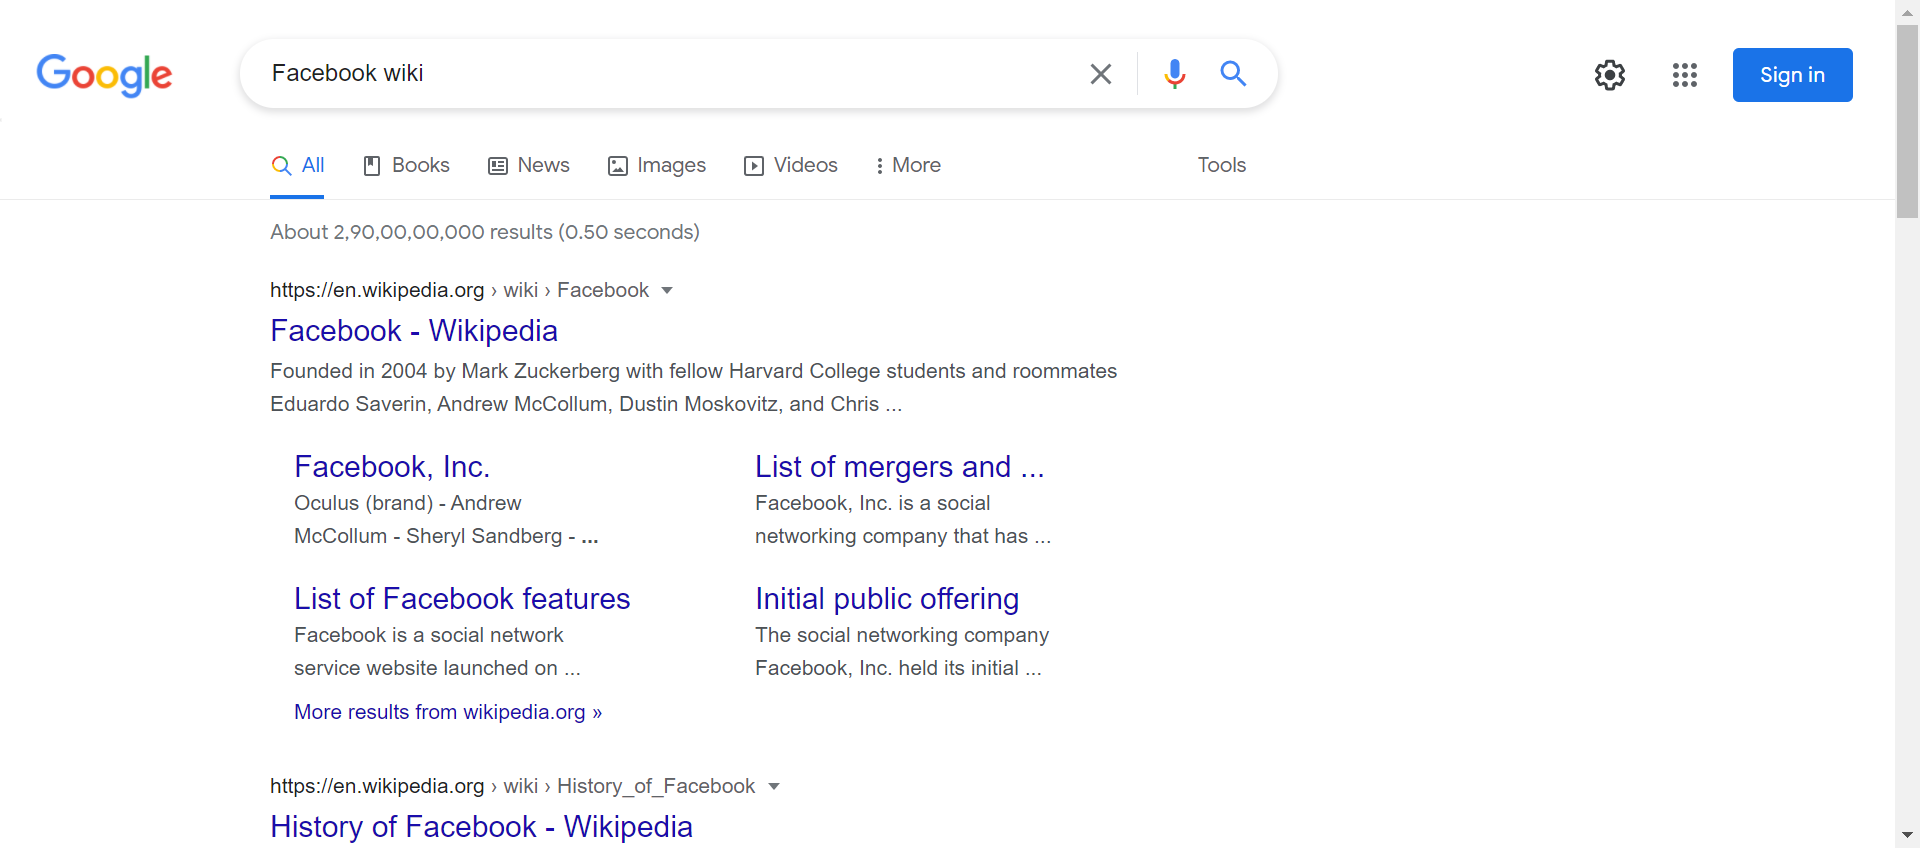 Google
Facebook wiki
Sign in
All
Books
News
Images
Videos
More
Tools
About 2,90,00,00,000 results (0.50 seconds)
https://en.wikipedia.org › wiki › Facebook
Facebook - Wikipedia
Founded in 2004 by Mark Zuckerberg with fellow Harvard College students and roommates
Eduardo Saverin, Andrew McCollum, Dustin Moskovitz, and Chris ...
Facebook, Inc.
Oculus (brand) - Andrew
McCollum - Sheryl Sandberg - ...
List of mergers and ...
Facebook, Inc. is a social
networking company that has ...
List of Facebook features
Facebook is a social network
service website launched on ...
Initial public offering
The social networking company
Facebook, Inc. held its initial ...
More results from wikipedia.org »
https://en.wikipedia.org › wiki › History_of_Facebook
History of Facebook - Wikipedia